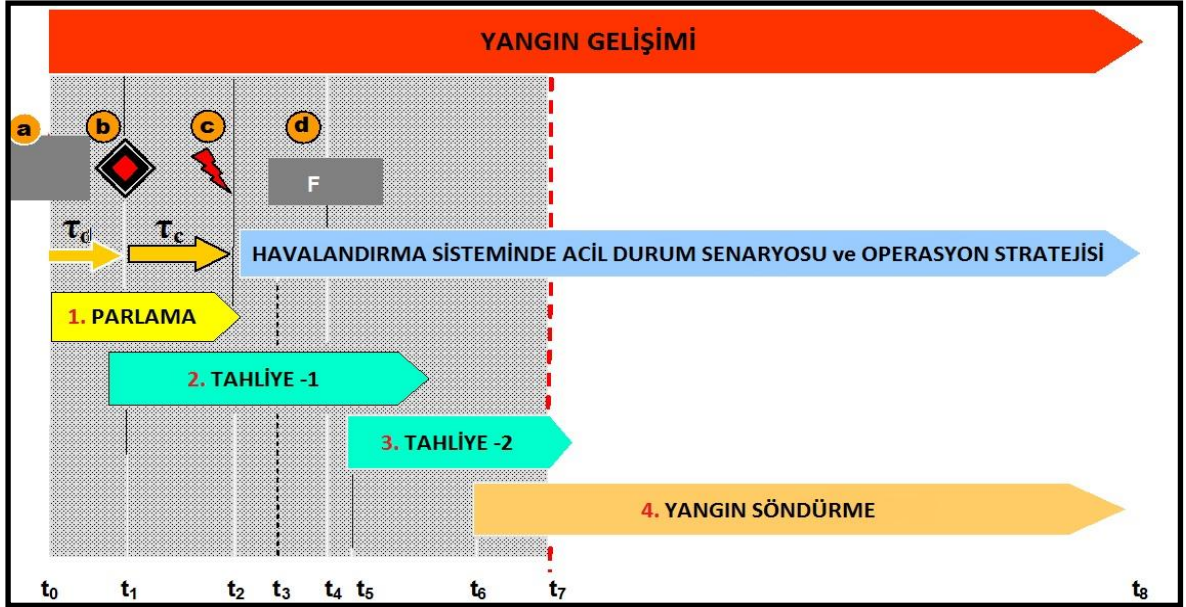 YANGIN GELİŞİMİ
a b c d
F
τd τc
HAVALANDIRMA SİSTEMİNDE ACİL DURUM SENARYOSU ve OPERASYON STRATEJİSİ
1. PARLAMA
2. TAHLİYE -1
3. TAHLİYE -2
4. YANGIN SÖNDÜRME
t0 t1 t2 t3 t4 t5 t6 t7 t8